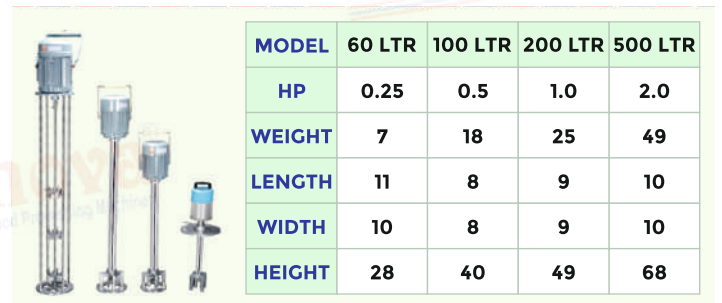 MODEL 60 LTR 100 LTR 200 LTR 500 LTR
HP 0.25 0.5 1.0 2.0
WEIGHT 7 18 25 49
LENGTH 11 8 9 10
WIDTH 10 8 9 10
HEIGHT 28 40 49 68